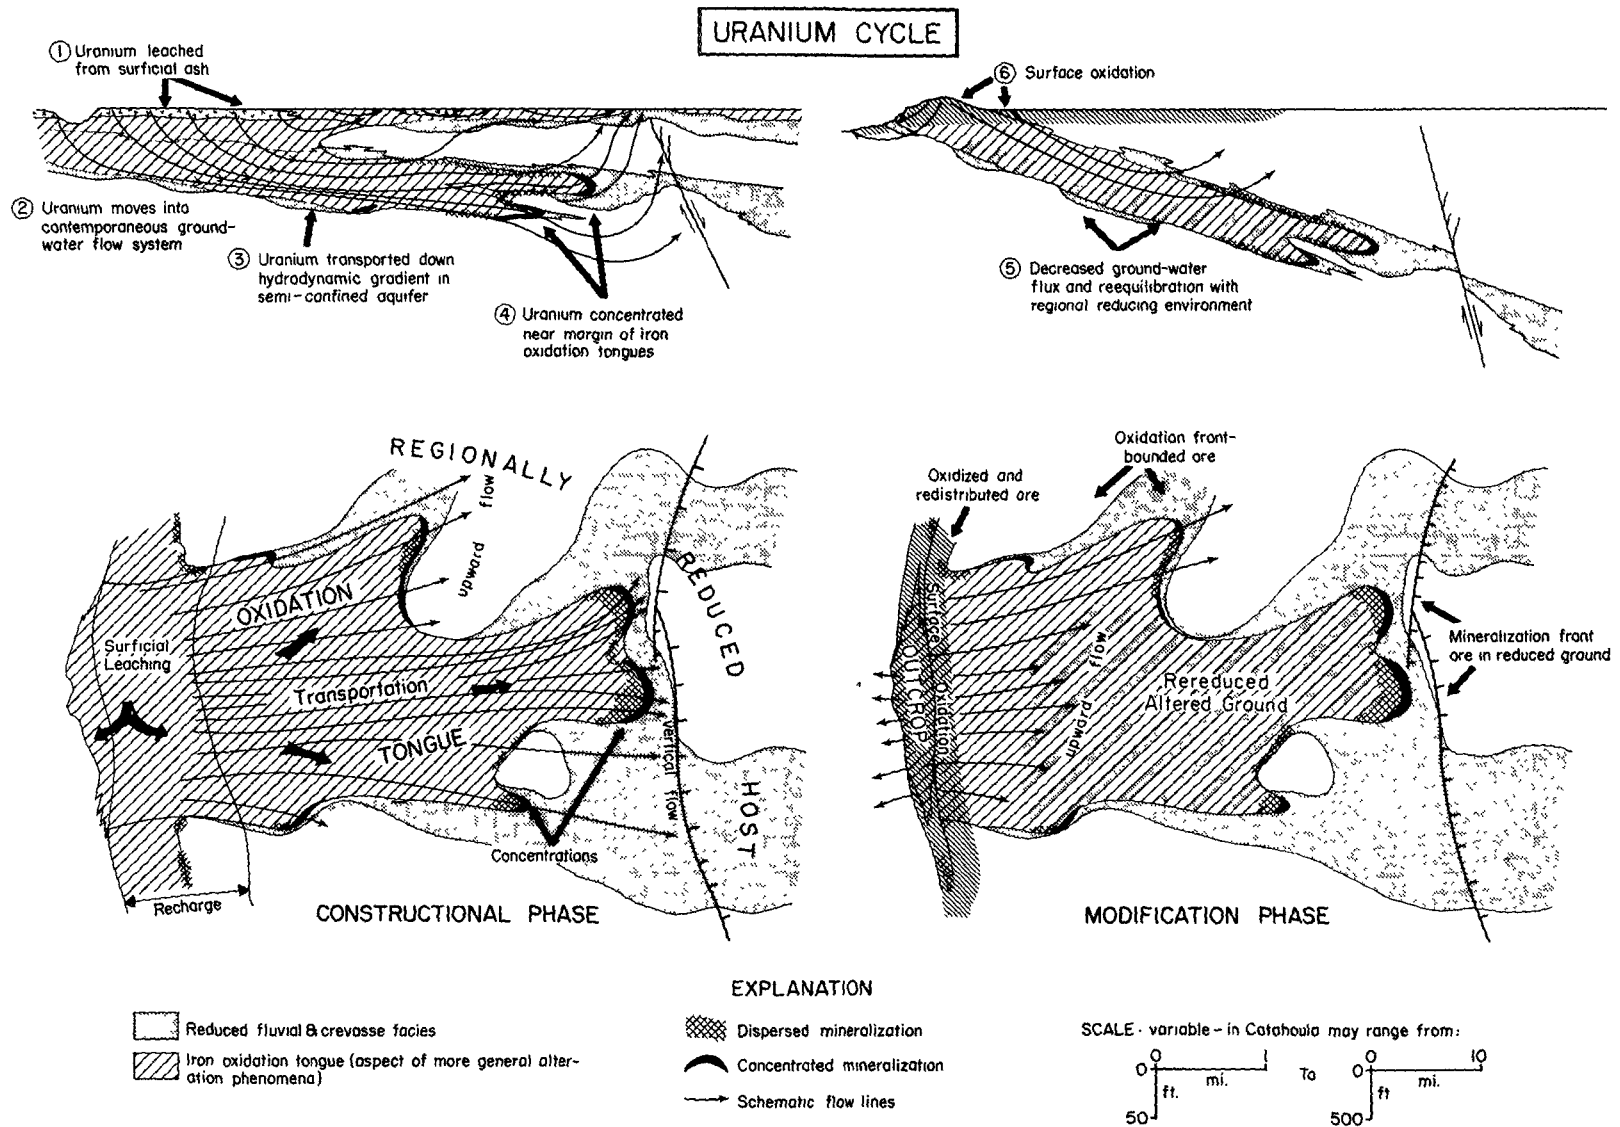 URANIUM CYCLE
① Uranium leached
from surficial ash
② Uranium moves into
contemporaneous ground-
water flow system
③ Uranium transported down
hydrodynamic gradient in
semi-confined aquifer
④ Uranium concentrated
near margin of iron
oxidation tongues
⑥ Surface oxidation
⑤ Decreased ground-water
flux and reequilibration with
regional reducing environment
REGIONALLY
REDUCED
HOST
upward flow
OXIDATION
Surficial
Leaching
Transportation
TONGUE
vertical flow
Concentrations
Recharge
CONSTRUCTIONAL PHASE
Oxidation front-
bounded ore
Oxidized and
redistributed ore
Surface Oxidation
OUTCROP
upward flow
Rereduced
Altered Ground
Mineralization front
ore in reduced ground
MODIFICATION PHASE
EXPLANATION
Reduced fluvial & crevasse facies
Iron oxidation tongue (aspect of more general alter-
ation phenomena)
Dispersed mineralization
Concentrated mineralization
Schematic flow lines
SCALE - variable - in Catahoula may range from:
0 1 To 0 10
0 mi. 0 mi.
ft. ft
50 500